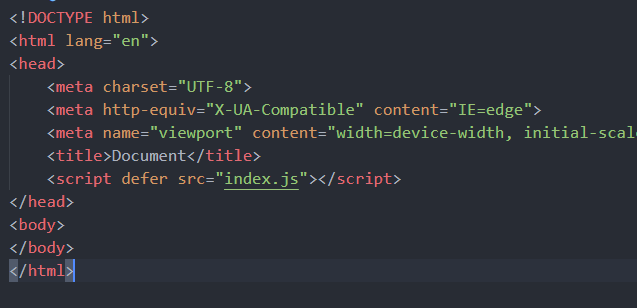 <!DOCTYPE html>
<html lang="en">
<head>
    <meta charset="UTF-8">
    <meta http-equiv="X-UA-Compatible" content="IE=edge">
    <meta name="viewport" content="width=device-width, initial-scal
    <title>Document</title>
    <script defer src="index.js"></script>
</head>
<body>
</body>
</html>